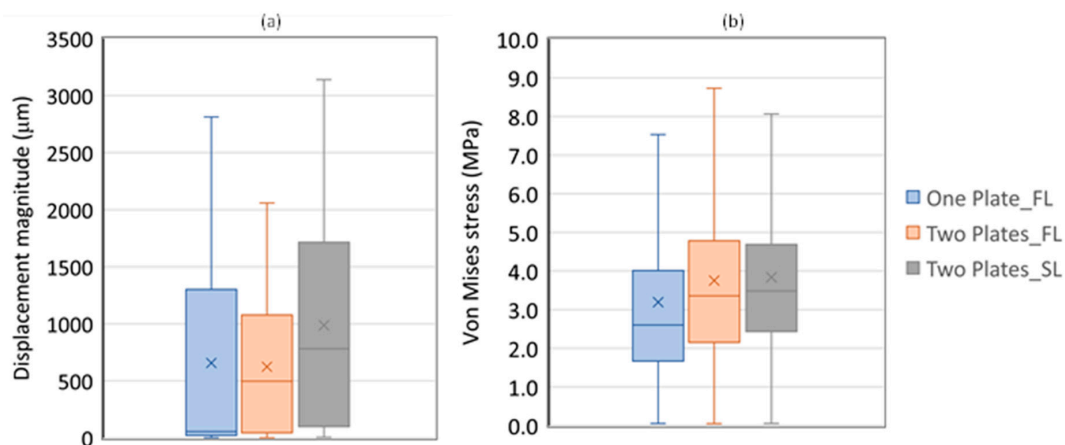 (a)
3500
3000
2500
2000
1500
1000
500
0
Displacement magnitude (μm)
(b)
10.0
9.0
8.0
7.0
6.0
5.0
4.0
3.0
2.0
1.0
0.0
Von Mises stress (MPa)
One Plate_FL
Two Plates_FL
Two Plates_SL